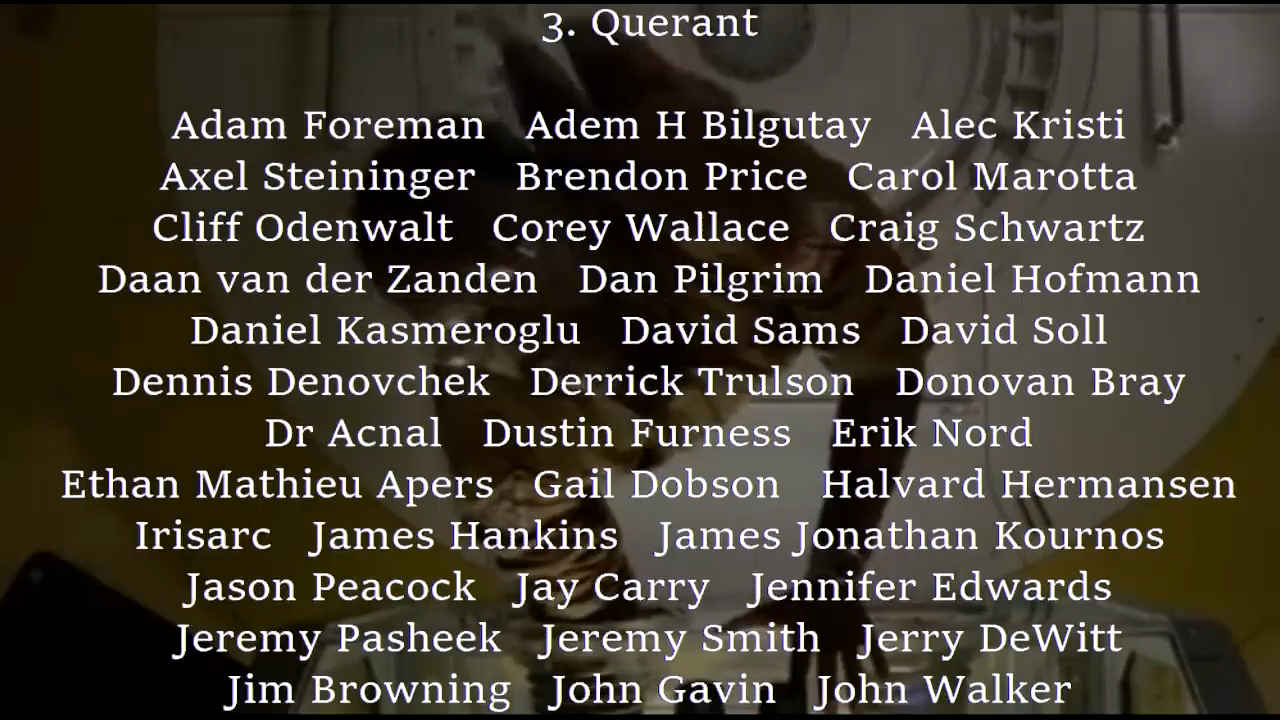 3. Querant
Adam Foreman Adem H Bilgutay Alec Kristi
Axel Steininger Brendon Price Carol Marotta
Cliff Odenwalt Corey Wallace Craig Schwartz
Daan van der Zanden Dan Pilgrim Daniel Hofmann
Daniel Kasmeroglu David Sams David Soll
Dennis Denovchek Derrick Trulson Donovan Bray
Dr Acnal Dustin Furness Erik Nord
Ethan Mathieu Apers Gail Dobson Halvard Hermansen
Irisarc James Hankins James Jonathan Kournos
Jason Peacock Jay Carry Jennifer Edwards
Jeremy Pasheek Jeremy Smith Jerry DeWitt
Jim Browning John Gavin John Walker